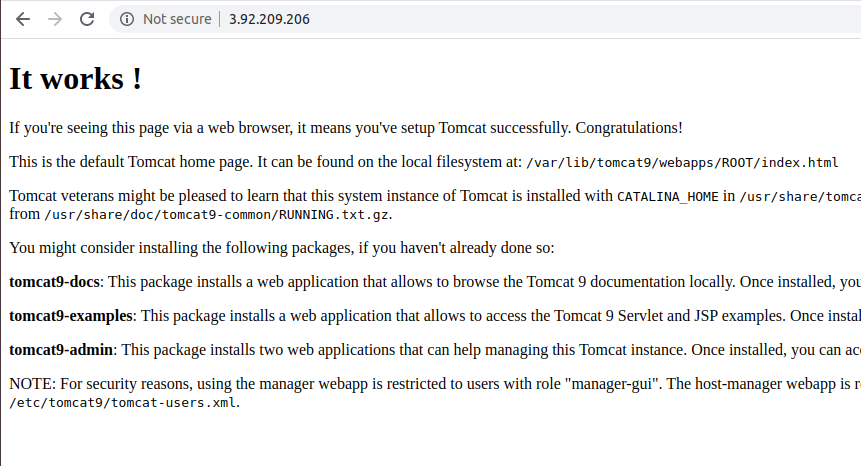 Not secure | 3.92.209.206
It works !
If you're seeing this page via a web browser, it means you've setup Tomcat successfully. Congratulations!
This is the default Tomcat home page. It can be found on the local filesystem at: /var/lib/tomcat9/webapps/ROOT/index.html
Tomcat veterans might be pleased to learn that this system instance of Tomcat is installed with CATALINA_HOME in /usr/share/tomca
from /usr/share/doc/tomcat9-common/RUNNING.txt.gz.
You might consider installing the following packages, if you haven't already done so:
tomcat9-docs: This package installs a web application that allows to browse the Tomcat 9 documentation locally. Once installed, you
tomcat9-examples: This package installs a web application that allows to access the Tomcat 9 Servlet and JSP examples. Once instal
tomcat9-admin: This package installs two web applications that can help managing this Tomcat instance. Once installed, you can ac
NOTE: For security reasons, using the manager webapp is restricted to users with role "manager-gui". The host-manager webapp is r
/etc/tomcat9/tomcat-users.xml.